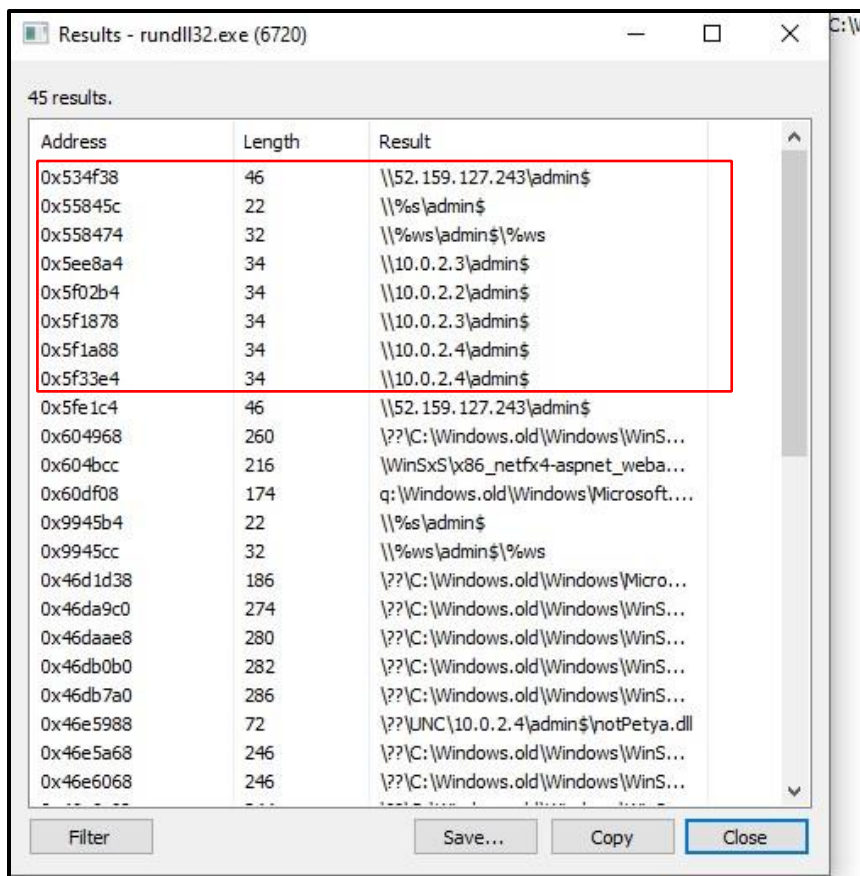 Results - rundll32.exe (6720)
C:\
45 results.
Address Length Result
0x534f38 46 \\52.159.127.243\admin$
0x55845c 22 \\%s\admin$
0x558474 32 \\%ws\admin$\%ws
0x5ee8a4 34 \\10.0.2.3\admin$
0x5f02b4 34 \\10.0.2.2\admin$
0x5f1878 34 \\10.0.2.3\admin$
0x5f1a88 34 \\10.0.2.4\admin$
0x5f33e4 34 \\10.0.2.4\admin$
0x5fe1c4 46 \\52.159.127.243\admin$
0x604968 260 \??\C:\Windows.old\Windows\WinS...
0x604bcc 216 \WinSxS\x86_netfx4-aspnet_weba...
0x60df08 174 q:\Windows.old\Windows\Microsoft....
0x9945b4 22 \\%s\admin$
0x9945cc 32 \\%ws\admin$\%ws
0x46d1d38 186 \??\C:\Windows.old\Windows\Micro...
0x46da9c0 274 \??\C:\Windows.old\Windows\WinS...
0x46daae8 280 \??\C:\Windows.old\Windows\WinS...
0x46db0b0 282 \??\C:\Windows.old\Windows\WinS...
0x46db7a0 286 \??\C:\Windows.old\Windows\WinS...
0x46e5988 72 \??\UNC\10.0.2.4\admin$\notPetya.dll
0x46e5a68 246 \??\C:\Windows.old\Windows\WinS...
0x46e6068 246 \??\C:\Windows.old\Windows\WinS...
Filter Save... Copy Close